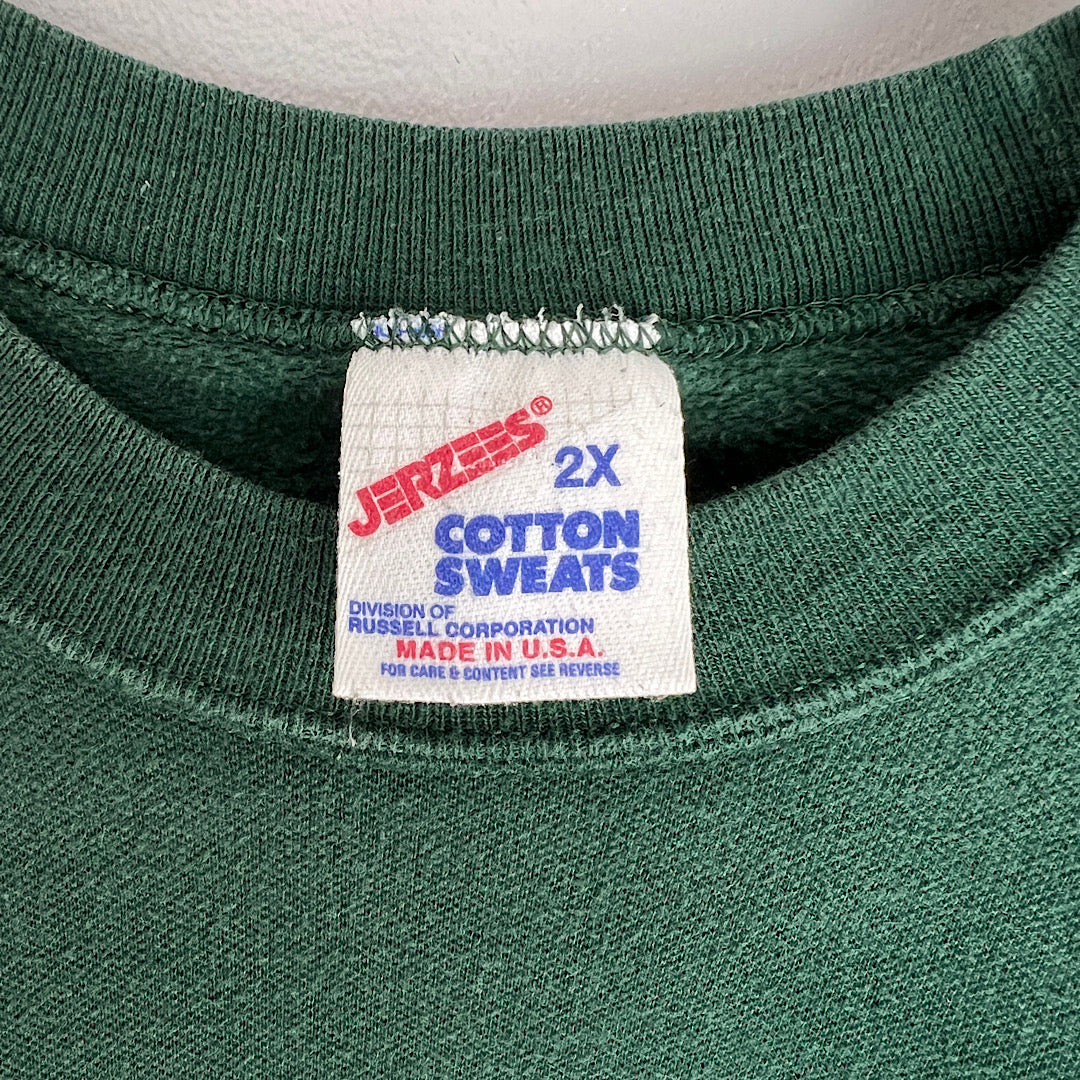 JERZEES®
2X
COTTON
SWEATS
DIVISION OF
RUSSELL CORPORATION
MADE IN U.S.A.
FOR CARE & CONTENT SEE REVERSE